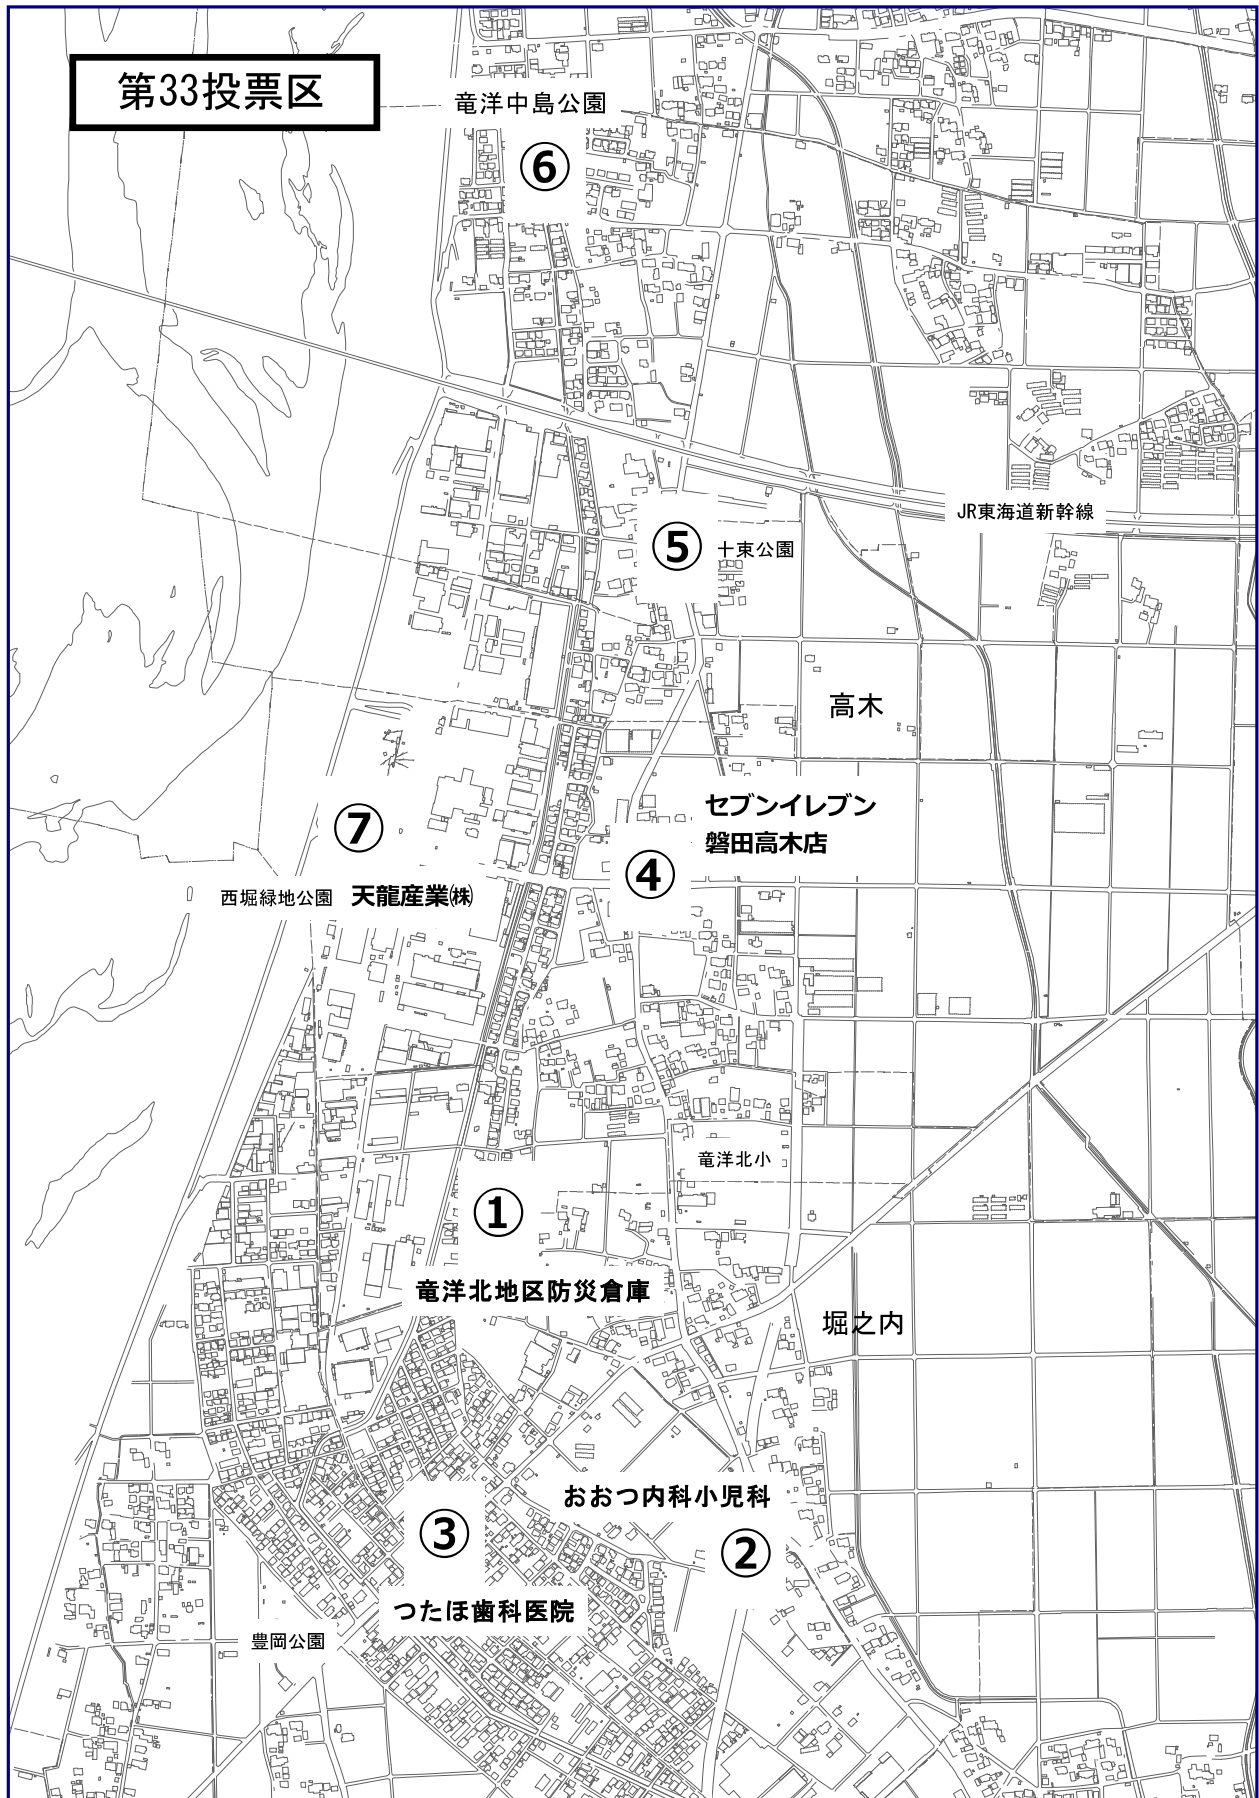 第33投票区
竜洋中島公園
⑥
JR東海道新幹線
⑤
十束公園
高木
セブンイレブン
磐田高木店
⑦
④
西堀緑地公園
天龍産業㈱
竜洋北小
①
竜洋北地区防災倉庫
堀之内
おおつ内科小児科
③
②
つたほ歯科医院
豊岡公園